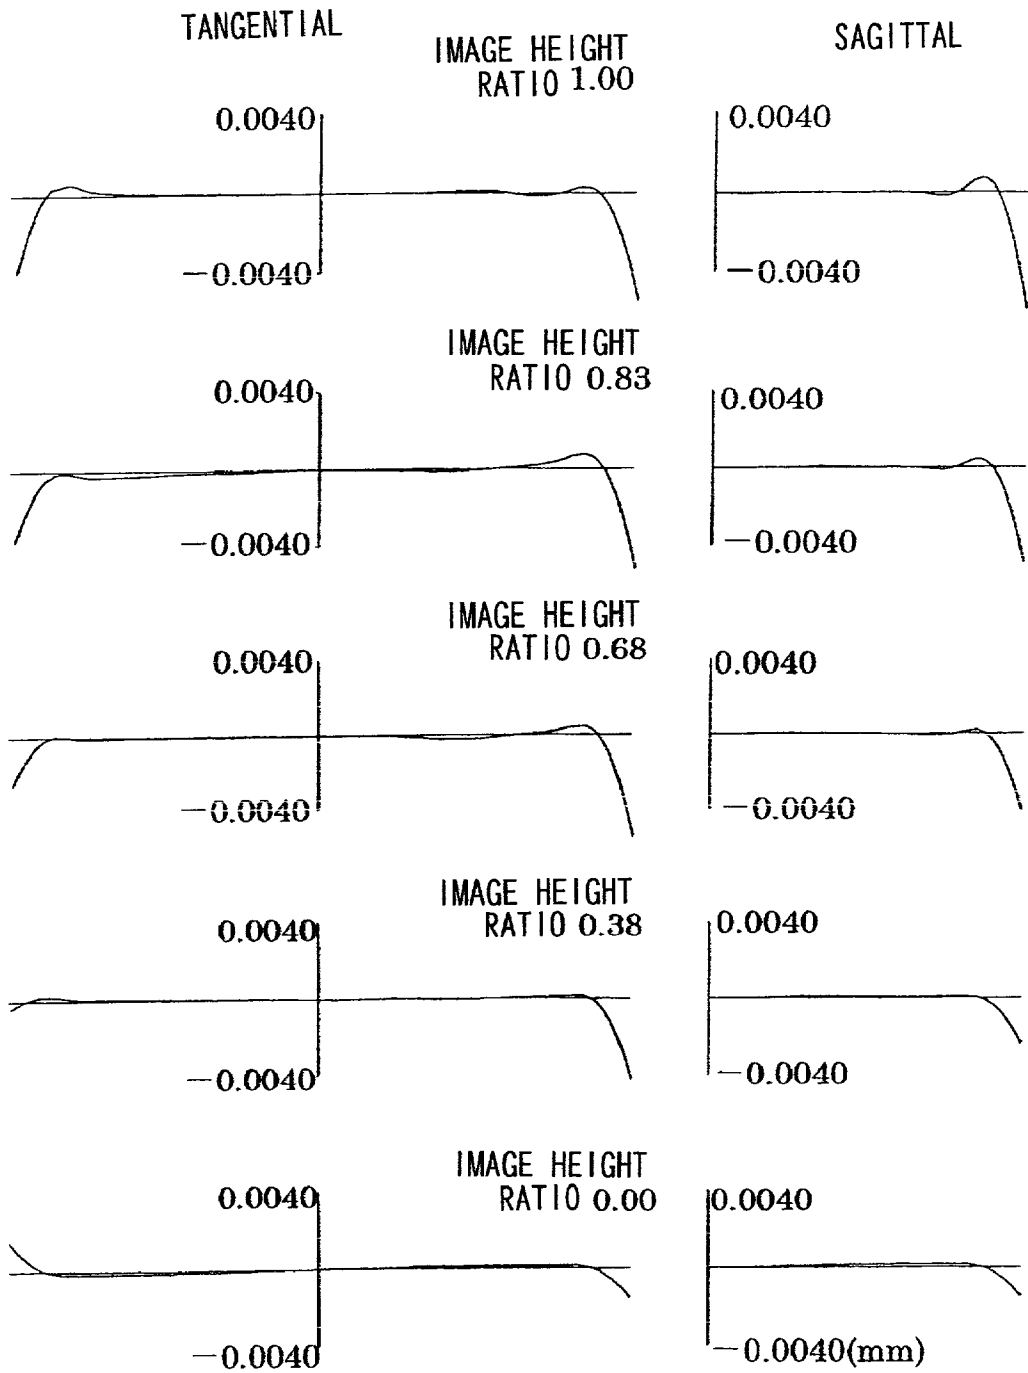 TANGENTIAL
SAGITTAL
IMAGE HEIGHT
RATIO 1.00
0.0040
0.0040
−0.0040
−0.0040
IMAGE HEIGHT
RATIO 0.83
0.0040
0.0040
−0.0040
−0.0040
IMAGE HEIGHT
RATIO 0.68
0.0040
0.0040
−0.0040
−0.0040
IMAGE HEIGHT
RATIO 0.38
0.0040
0.0040
−0.0040
−0.0040
IMAGE HEIGHT
RATIO 0.00
0.0040
0.0040
−0.0040
−0.0040(mm)